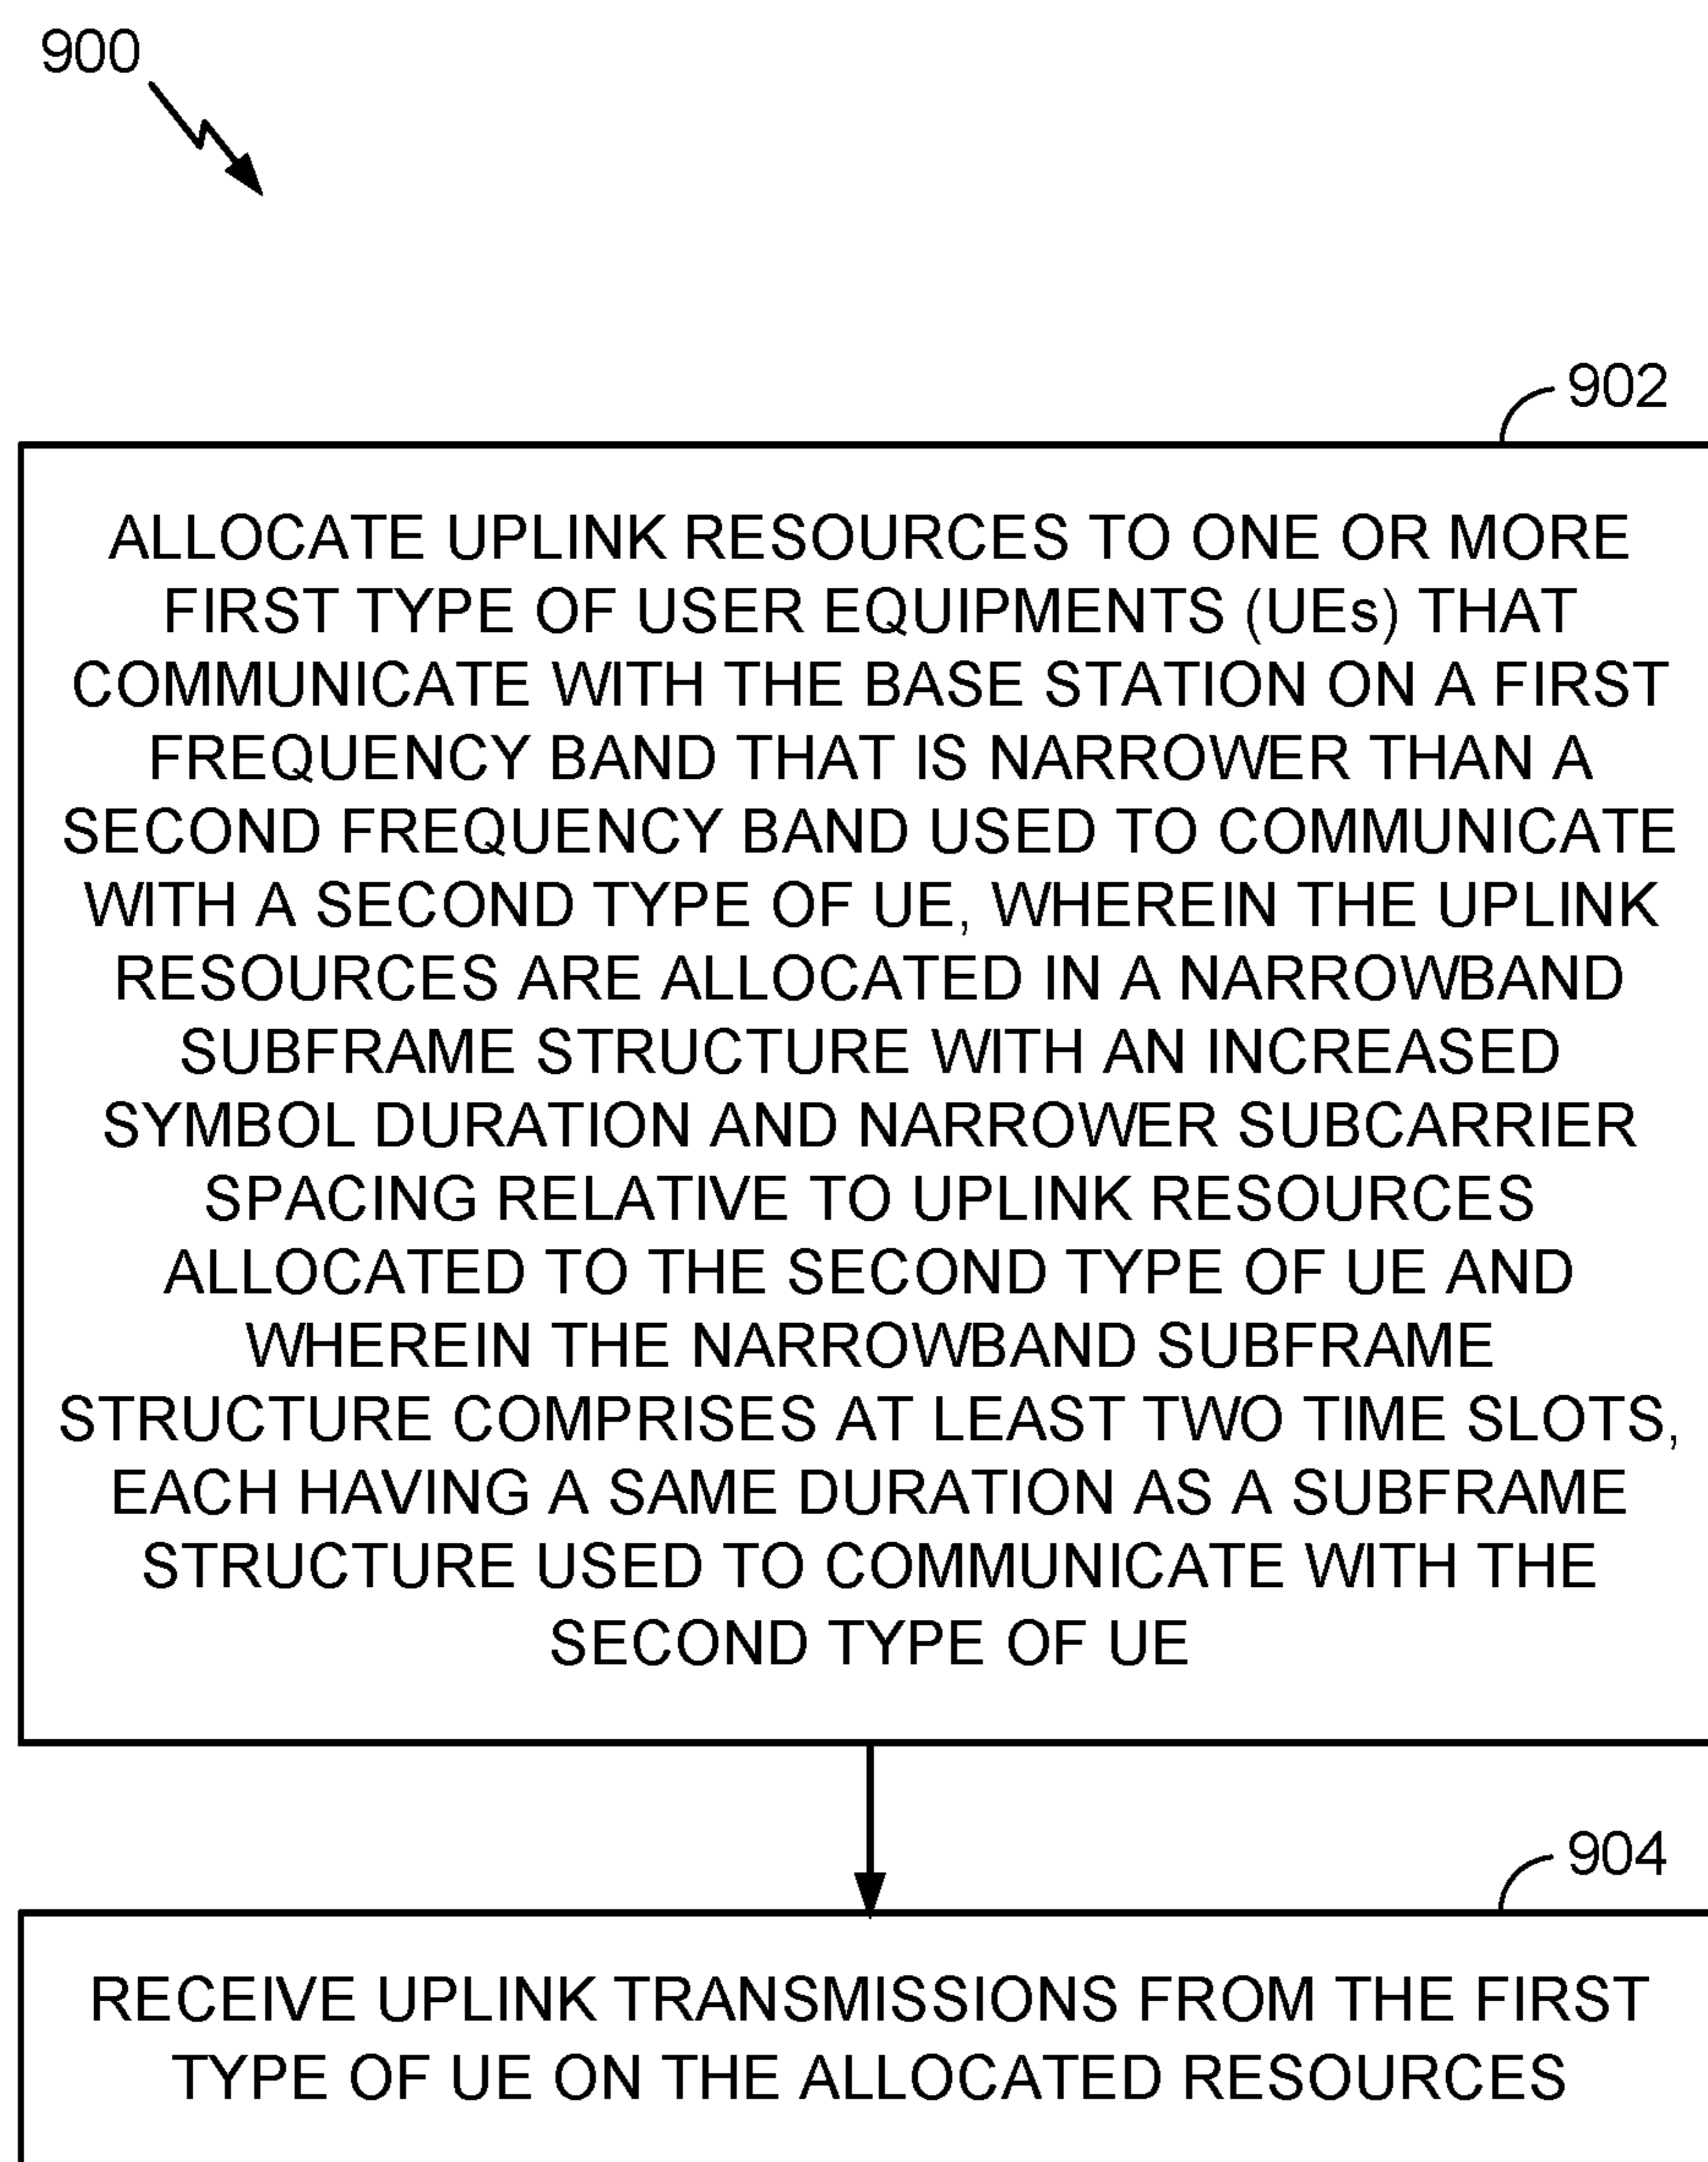 900
902
ALLOCATE UPLINK RESOURCES TO ONE OR MORE
FIRST TYPE OF USER EQUIPMENTS (UEs) THAT
COMMUNICATE WITH THE BASE STATION ON A FIRST
FREQUENCY BAND THAT IS NARROWER THAN A
SECOND FREQUENCY BAND USED TO COMMUNICATE
WITH A SECOND TYPE OF UE, WHEREIN THE UPLINK
RESOURCES ARE ALLOCATED IN A NARROWBAND
SUBFRAME STRUCTURE WITH AN INCREASED
SYMBOL DURATION AND NARROWER SUBCARRIER
SPACING RELATIVE TO UPLINK RESOURCES
ALLOCATED TO THE SECOND TYPE OF UE AND
WHEREIN THE NARROWBAND SUBFRAME
STRUCTURE COMPRISES AT LEAST TWO TIME SLOTS,
EACH HAVING A SAME DURATION AS A SUBFRAME
STRUCTURE USED TO COMMUNICATE WITH THE
SECOND TYPE OF UE
904
RECEIVE UPLINK TRANSMISSIONS FROM THE FIRST
TYPE OF UE ON THE ALLOCATED RESOURCES